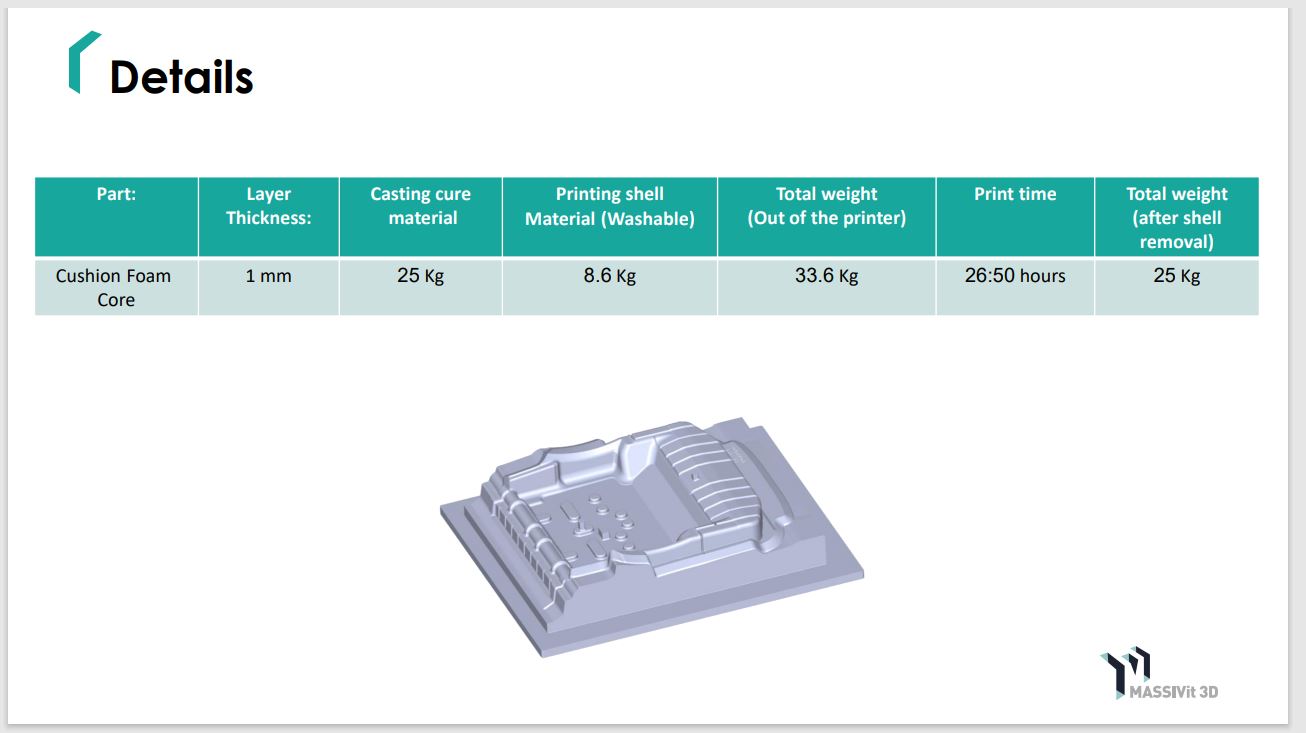 Details
Part:
Layer
Thickness:
Casting cure
material
Printing shell
Material (Washable)
Total weight
(Out of the printer)
Print time
Total weight
(after shell
removal)
Cushion Foam
Core
1 mm
25 Kg
8.6 Kg
33.6 Kg
26:50 hours
25 Kg
MASSIVit 3D